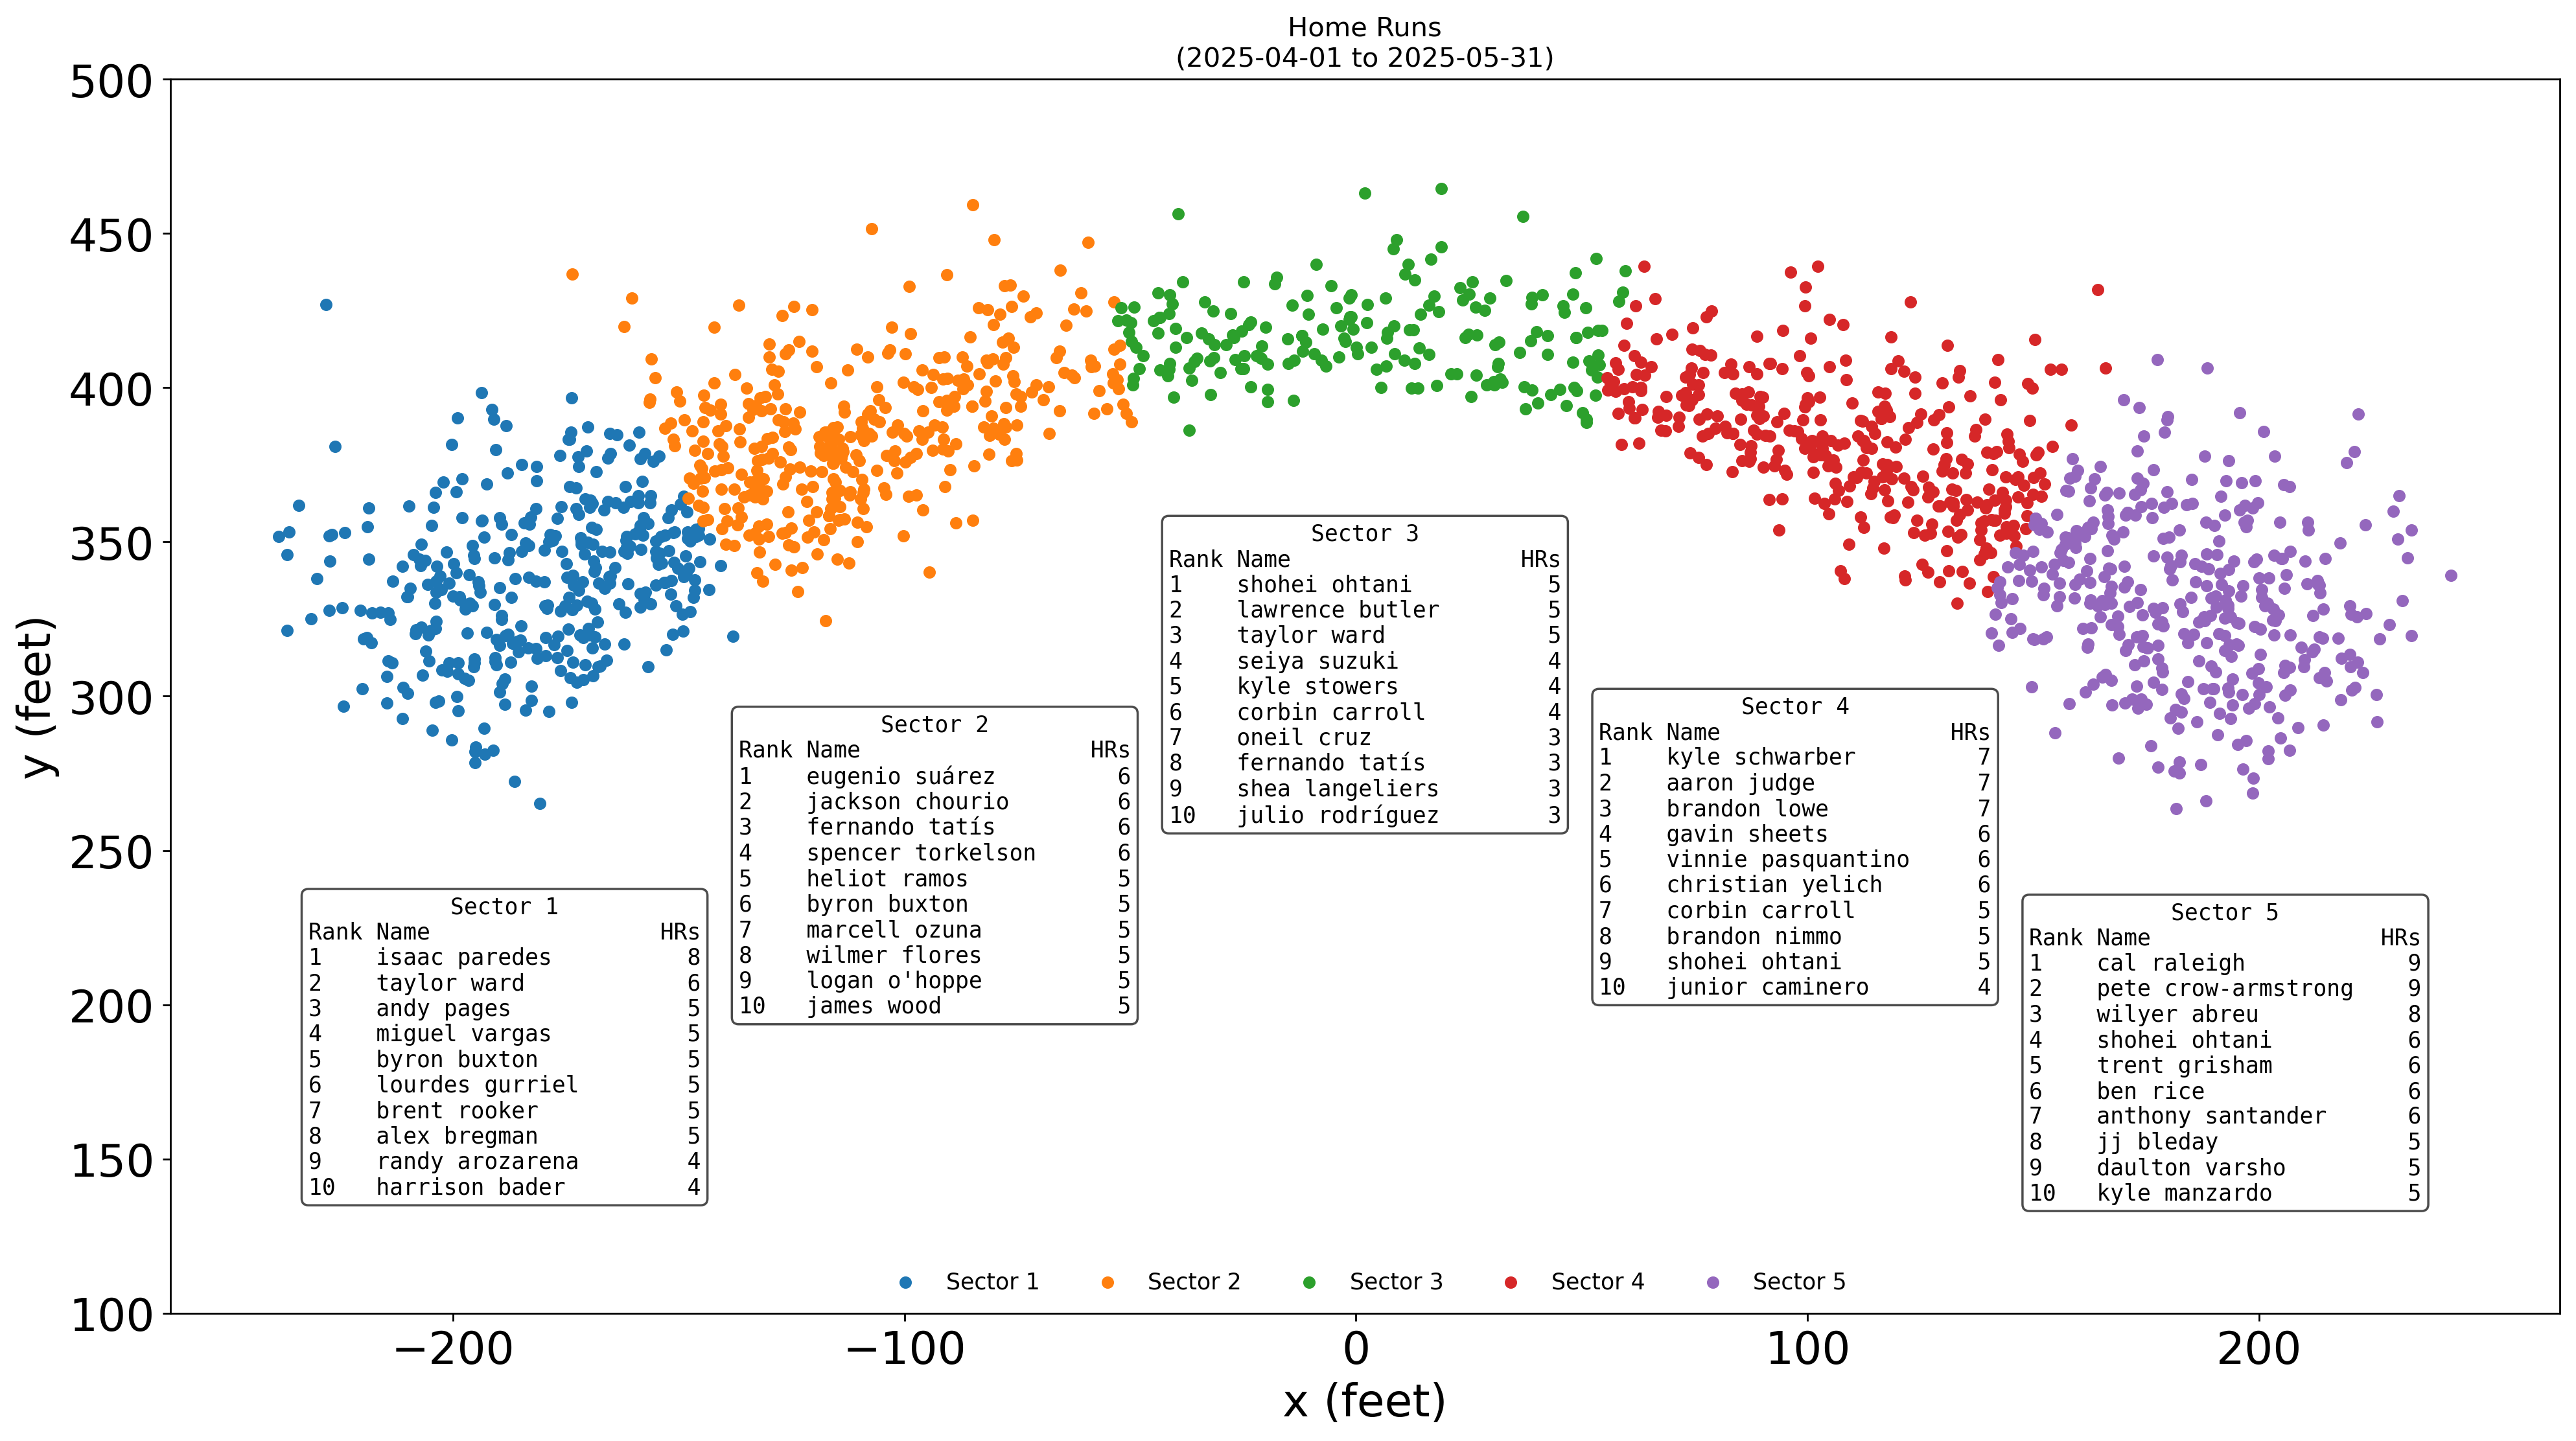 Home Runs
(2025-04-01 to 2025-05-31)
y (feet)
500
450
400
350
300
250
200
150
100
Sector 1
Rank Name HRs
1 isaac paredes 8
2 taylor ward 6
3 andy pages 5
4 miguel vargas 5
5 byron buxton 5
6 lourdes gurriel 5
7 brent rooker 5
8 alex bregman 5
9 randy arozarena 4
10 harrison bader 4
Sector 2
Rank Name HRs
1 eugenio suárez 6
2 jackson chourio 6
3 fernando tatís 6
4 spencer torkelson 6
5 heliot ramos 5
6 byron buxton 5
7 marcell ozuna 5
8 wilmer flores 5
9 logan o'hoppe 5
10 james wood 5
Sector 3
Rank Name HRs
1 shohei ohtani 5
2 lawrence butler 5
3 taylor ward 5
4 seiya suzuki 4
5 kyle stowers 4
6 corbin carroll 4
7 oneil cruz 3
8 fernando tatís 3
9 shea langeliers 3
10 julio rodríguez 3
Sector 4
Rank Name HRs
1 kyle schwarber 7
2 aaron judge 7
3 brandon lowe 7
4 gavin sheets 6
5 vinnie pasquantino 6
6 christian yelich 6
7 corbin carroll 5
8 brandon nimmo 5
9 shohei ohtani 5
10 junior caminero 4
Sector 5
Rank Name HRs
1 cal raleigh 9
2 pete crow-armstrong 9
3 wilyer abreu 8
4 shohei ohtani 6
5 trent grisham 6
6 ben rice 6
7 anthony santander 6
8 jj bleday 5
9 daulton varsho 5
10 kyle manzardo 5
Sector 1 Sector 2 Sector 3 Sector 4 Sector 5
−200 −100 0 100 200
x (feet)